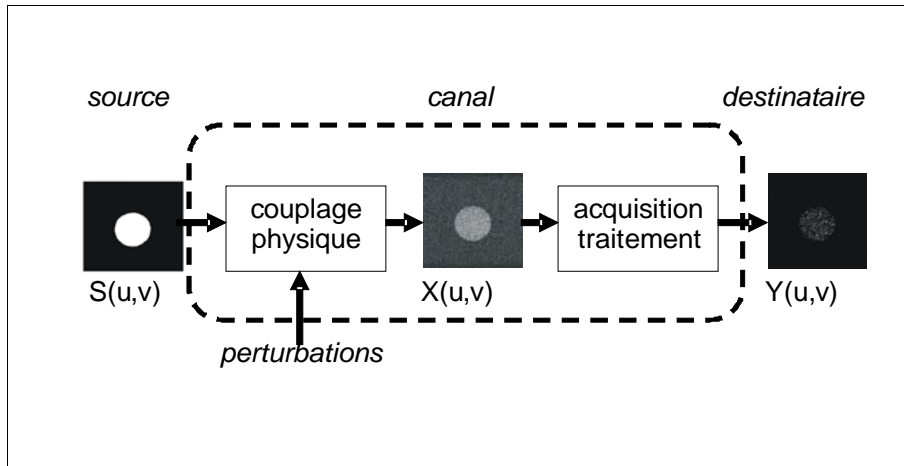 source
canal
destinataire
couplage
physique
acquisition
traitement
S(u,v)
X(u,v)
Y(u,v)
perturbations